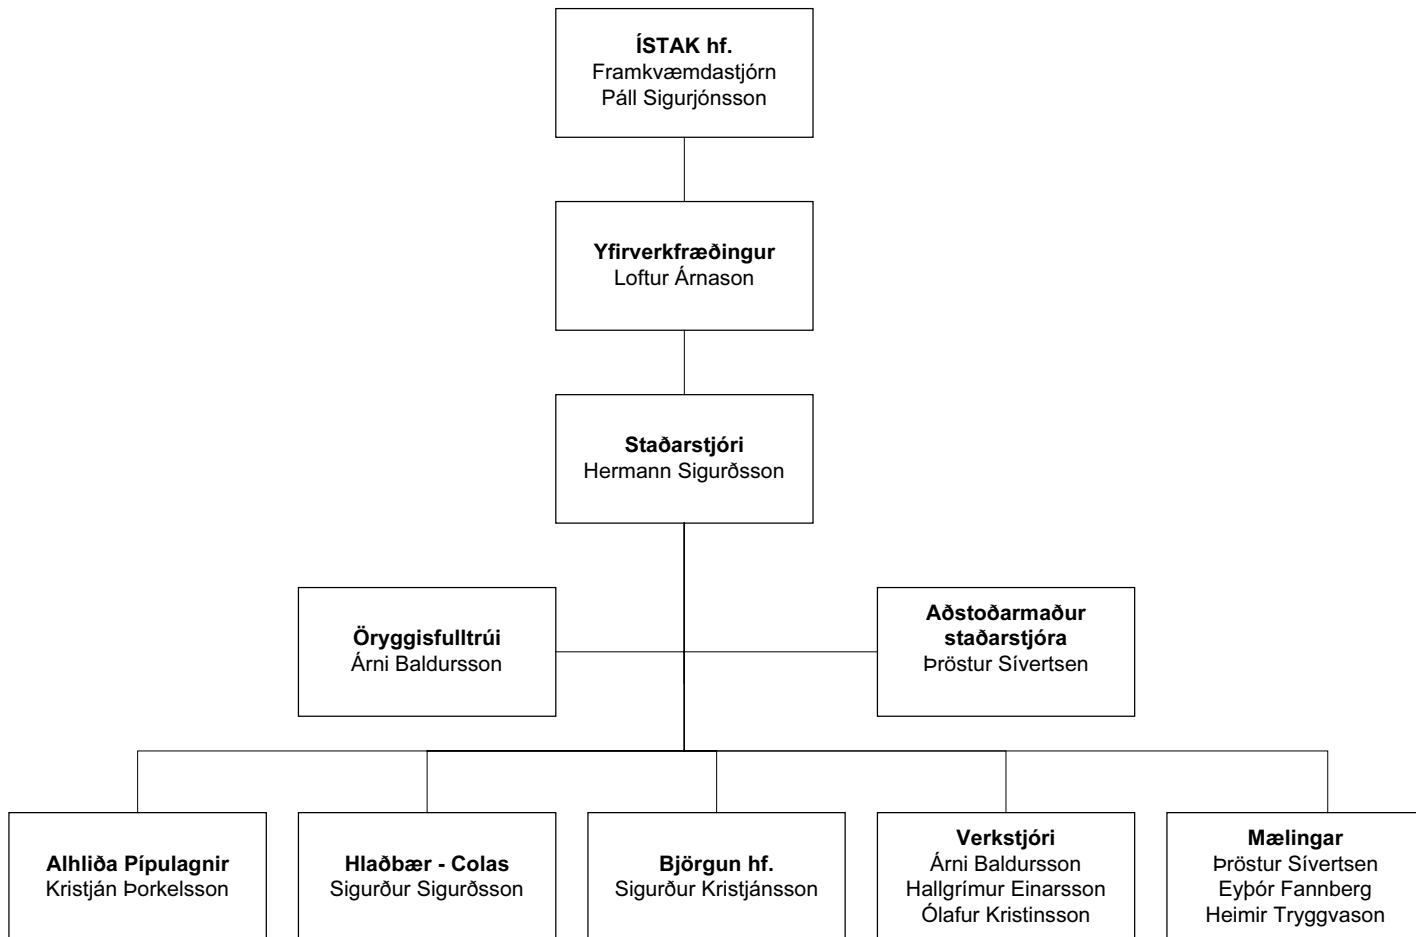 ÍSTAK hf.
Framkvæmdastjórn
Páll Sigurjónsson
Yfirverkfræðingur
Loftur Árnason
Staðarstjóri
Hermann Sigurðsson
Öryggisfulltrúi
Árni Baldursson
Aðstoðarmaður
staðarstjóra
Þröstur Sívertsen
Alhliða Pípulagnir
Kristján Þorkelsson
Hlaðbær - Colas
Sigurður Sigurðsson
Björgun hf.
Sigurður Kristjánsson
Verkstjóri
Árni Baldursson
Hallgrímur Einarsson
Ólafur Kristinsson
Mælingar
Þröstur Sívertsen
Eyþór Fannberg
Heimir Tryggvason